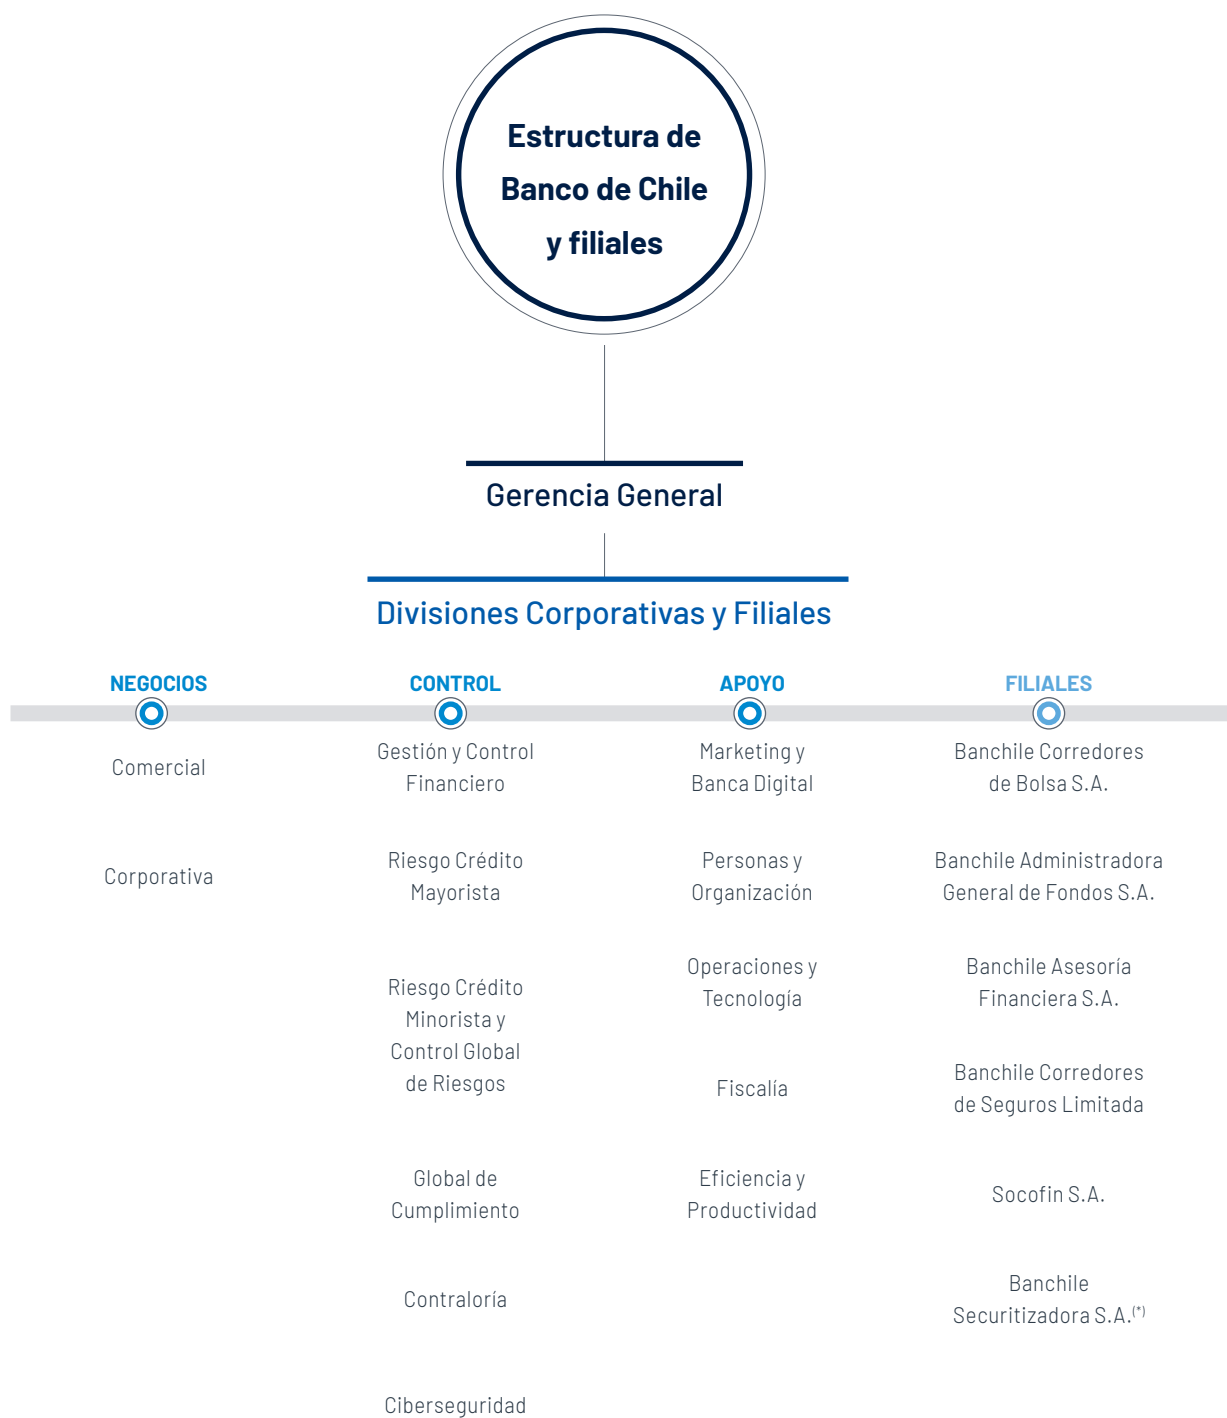 Estructura de
Banco de Chile
y filiales
Gerencia General
Divisiones Corporativas y Filiales
NEGOCIOS
Comercial
Corporativa
CONTROL
Gestión y Control
Financiero
Riesgo Crédito
Mayorista
Riesgo Crédito
Minorista y
Control Global
de Riesgos
Global de
Cumplimiento
Contraloría
Ciberseguridad
APOYO
Marketing y
Banca Digital
Personas y
Organización
Operaciones y
Tecnología
Fiscalía
Eficiencia y
Productividad
FILIALES
Banchile Corredores
de Bolsa S.A.
Banchile Administradora
General de Fondos S.A.
Banchile Asesoría
Financiera S.A.
Banchile Corredores
de Seguros Limitada
Socofin S.A.
Banchile
Securitizadora S.A.(*)